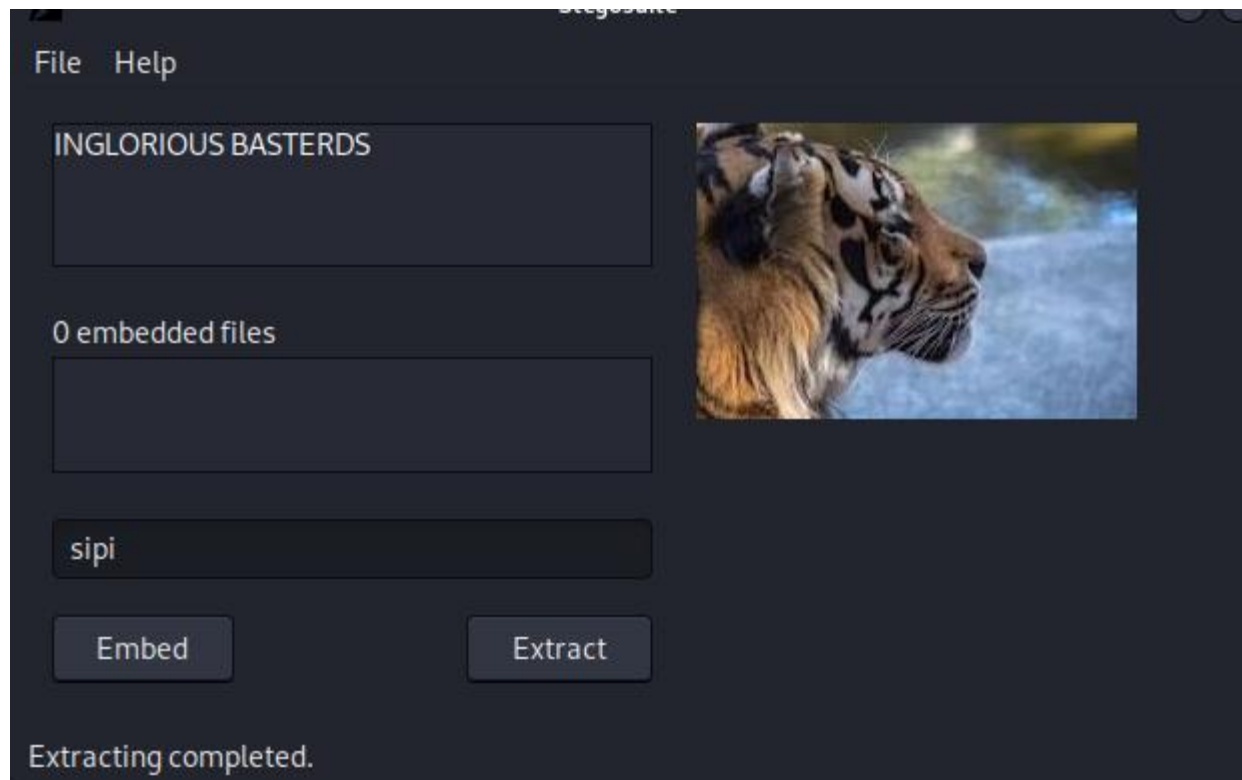 File Help
INGLORIOUS BASTERDS
0 embedded files
sipi
Embed Extract
Extracting completed.